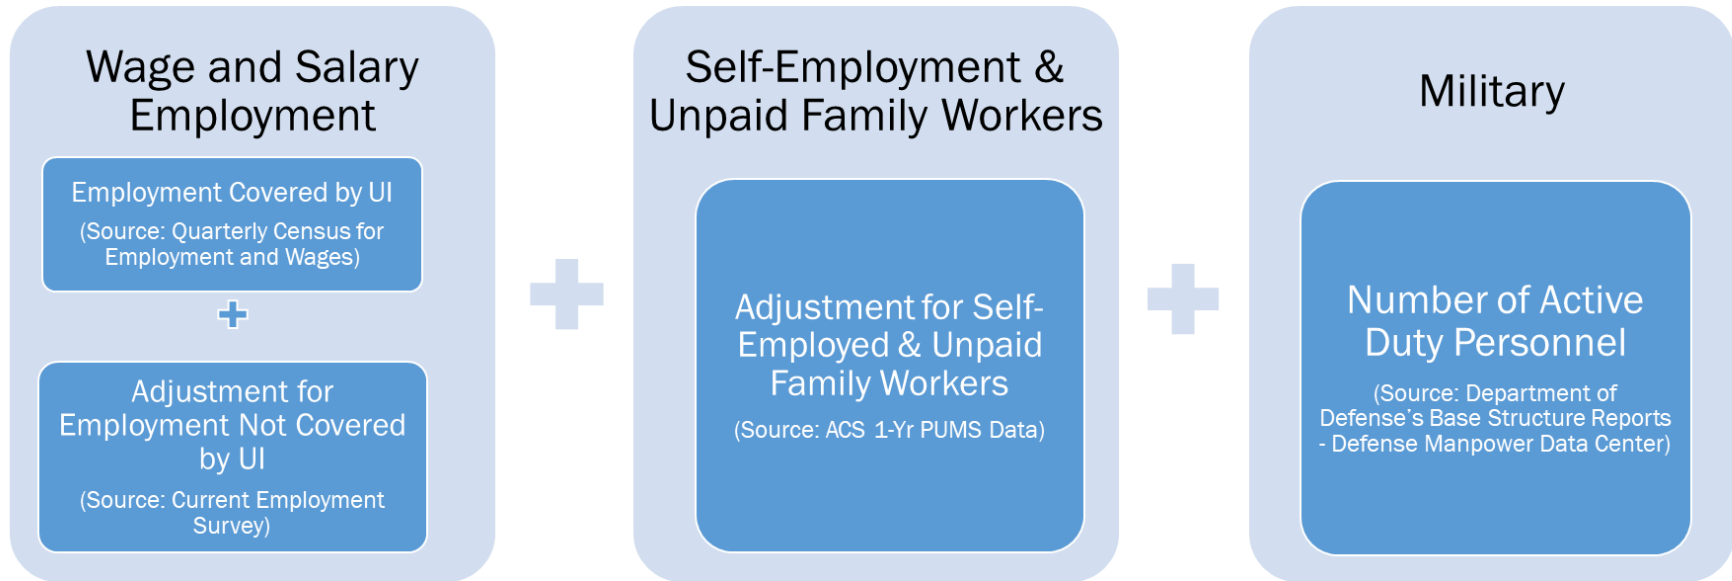 Wage and Salary
Employment
Employment Covered by UI
(Source: Quarterly Census for
Employment and Wages)
Adjustment for
Employment Not Covered
by UI
(Source: Current Employment
Survey)
Self-Employment &
Unpaid Family Workers
Adjustment for Self-
Employed & Unpaid
Family Workers
(Source: ACS 1-Yr PUMS Data)
Military
Number of Active
Duty Personnel
(Source: Department of
Defense's Base Structure Reports
- Defense Manpower Data Center)